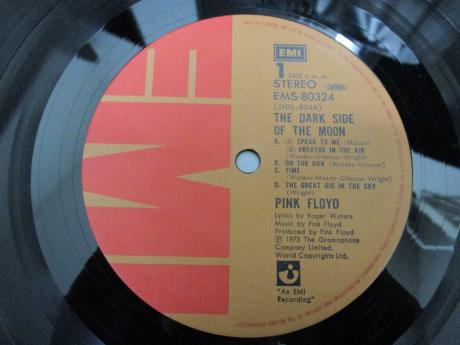 EMI
EMI
1
STEREO
EMS-80324
(SHVL-804A)
THE DARK SIDE
OF THE MOON
A. (I) SPEAK TO ME (Mason)
(II) BREATHE IN THE AIR
(Waters-Gilmour-Wright)
B. ON THE RUN (Waters-Gilmour)
C. TIME
(Waters-Mason-Gilmour-Wright)
D. THE GREAT GIG IN THE SKY
(Wright)
PINK FLOYD
Lyrics by Roger Waters
Music by Pink Floyd
Produced by Pink Floyd
Ⓟ 1973 The Gramophone
Company Limited.
World Copyrights Ltd.
"An EMI
Recording"